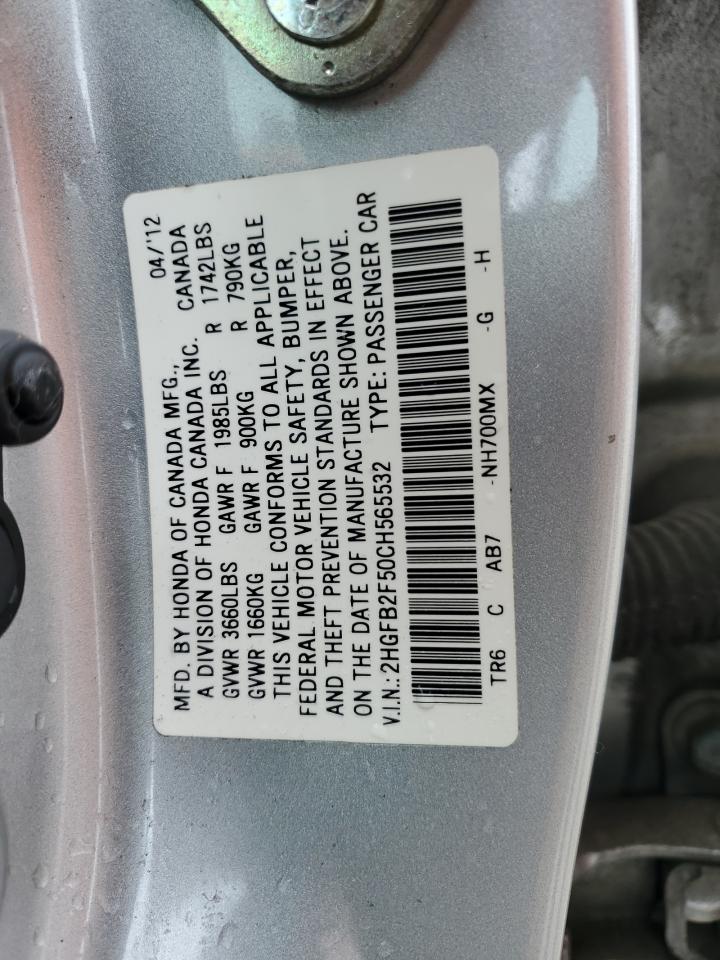 MFD. BY HONDA OF CANADA MFG., 04/'12
A DIVISION OF HONDA CANADA INC. CANADA
GVWR 3660LBS GAWR F 1985LBS R 1742LBS
GVWR 1660KG GAWR F 900KG R 790KG
THIS VEHICLE CONFORMS TO ALL APPLICABLE
FEDERAL MOTOR VEHICLE SAFETY, BUMPER,
AND THEFT PREVENTION STANDARDS IN EFFECT
ON THE DATE OF MANUFACTURE SHOWN ABOVE.
V.I.N.: 2HGFB2F50CH565532 TYPE: PASSENGER CAR
TR6 C AB7 -NH700MX -G -H